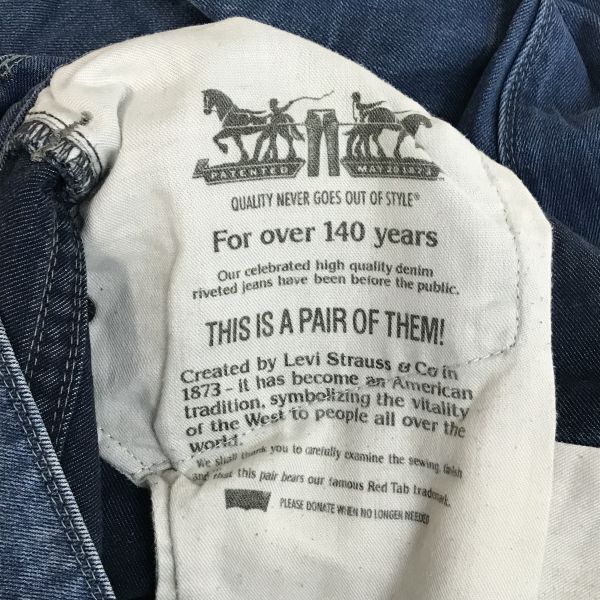 PATENTED MAY 20 1873
QUALITY NEVER GOES OUT OF STYLE®
For over 140 years
Our celebrated high quality denim
riveted jeans have been before the public.
THIS IS A PAIR OF THEM!
Created by Levi Strauss & Co in
1873 - it has become an American
tradition, symbolizing the vitality
of the West to people all over the
world.
We shall thank you to carefully examine the sewing, finish
and that this pair bears our famous Red Tab trademark.
PLEASE DONATE WHEN NO LONGER NEEDED